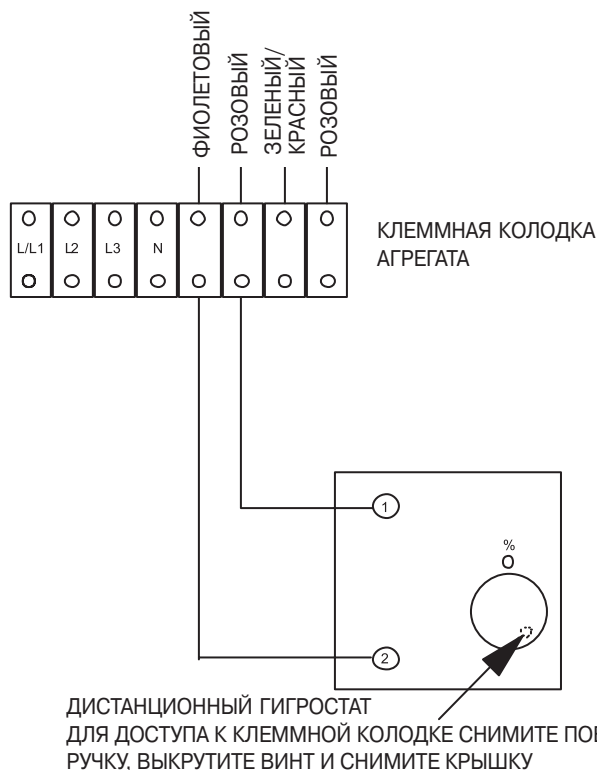 ФИОЛЕТОВЫЙ
РОЗОВЫЙ
ЗЕЛЕНЫЙ/
КРАСНЫЙ
РОЗОВЫЙ
L/L1 L2 L3 N
КЛЕММНАЯ КОЛОДКА
АГРЕГАТА
1
%
2
ДИСТАНЦИОННЫЙ ГИГРОСТАТ
ДЛЯ ДОСТУПА К КЛЕММНОЙ КОЛОДКЕ СНИМИТЕ
РУЧКУ, ВЫКРУТИТЕ ВИНТ И СНИМИТЕ КРЫШКУ